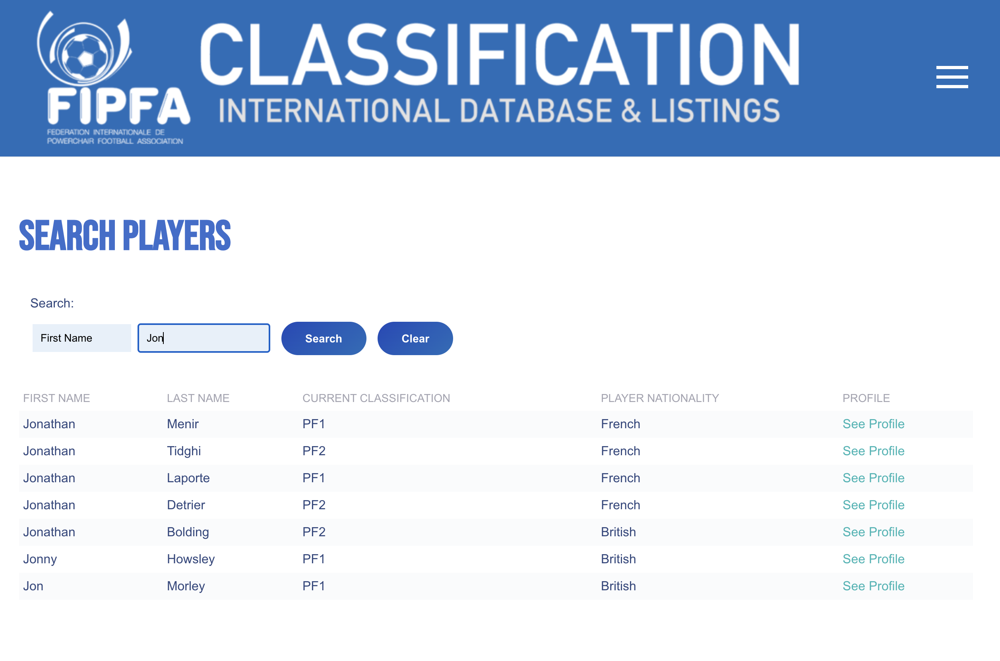 CLASSIFICATION
INTERNATIONAL DATABASE & LISTINGS
FIPFA
FEDERATION INTERNATIONALE DE
POWERCHAIR FOOTBALL ASSOCIATION
SEARCH PLAYERS
Search:
First Name Jon Search Clear
FIRST NAME LAST NAME CURRENT CLASSIFICATION PLAYER NATIONALITY PROFILE
Jonathan Menir PF1 French See Profile
Jonathan Tidghi PF2 French See Profile
Jonathan Laporte PF1 French See Profile
Jonathan Detrier PF2 French See Profile
Jonathan Bolding PF2 British See Profile
Jonny Howsley PF1 British See Profile
Jon Morley PF1 British See Profile